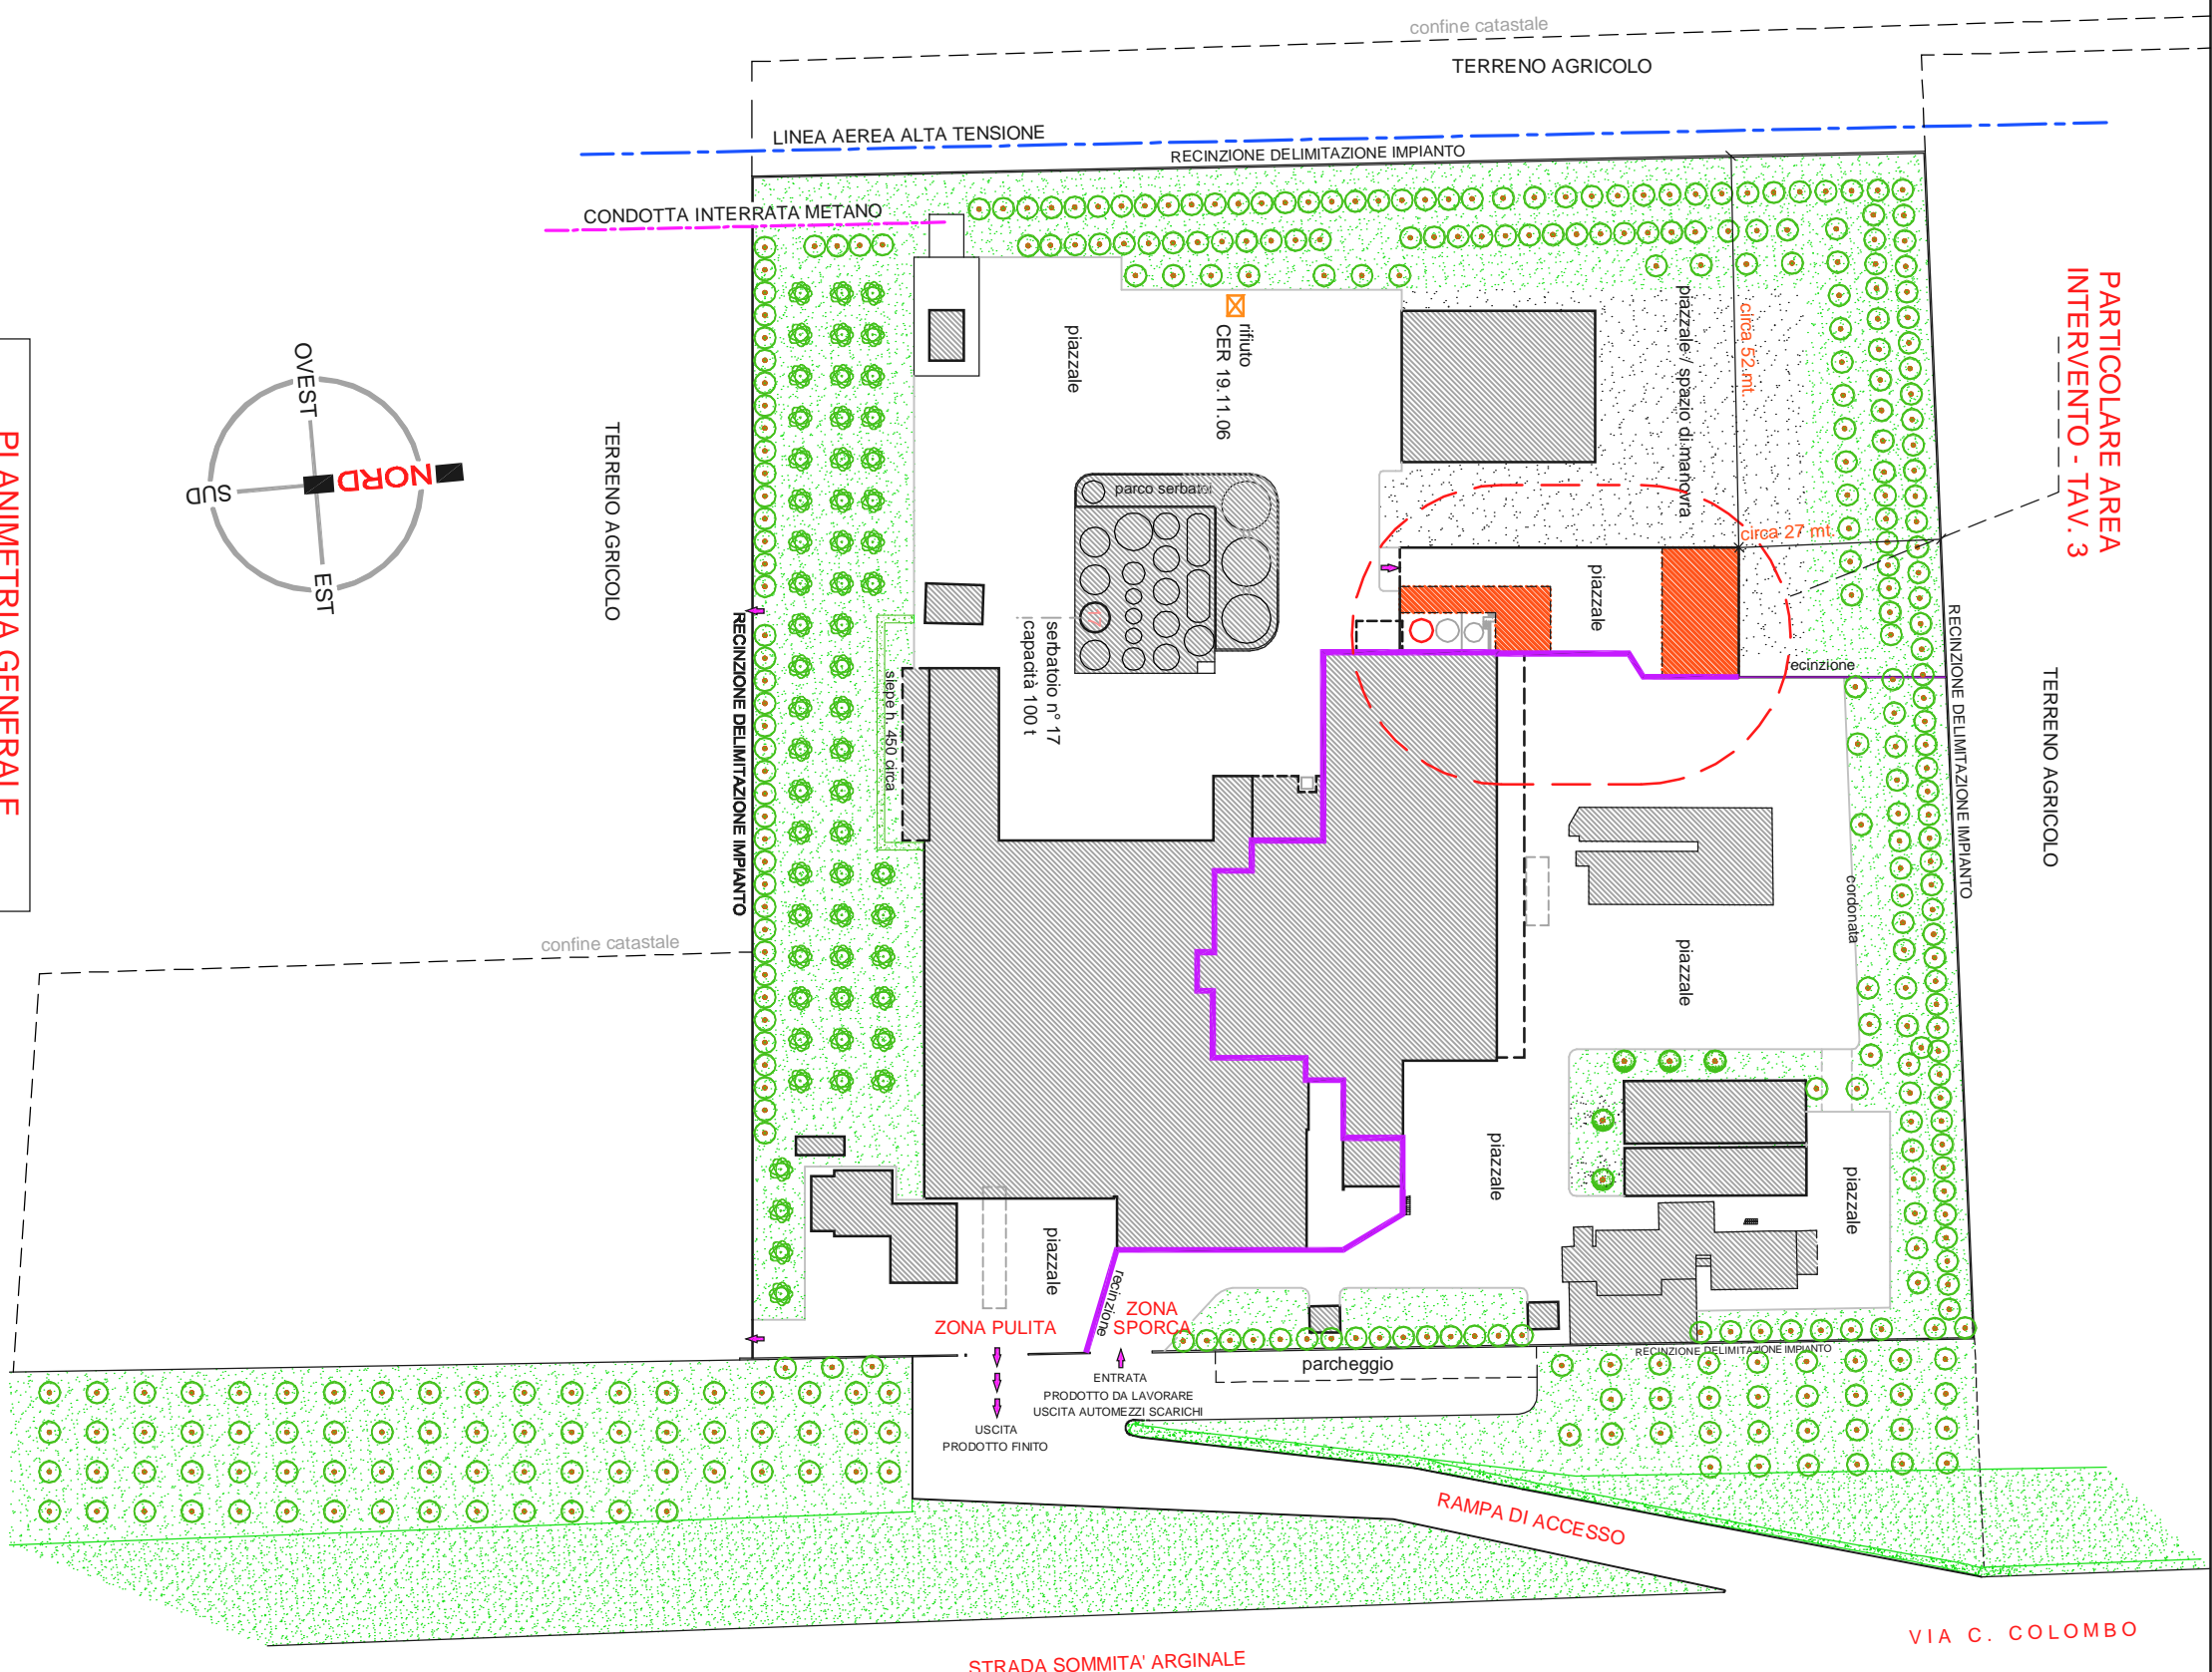 confine catastale
TERRENO AGRICOLO
LINEA AEREA ALTA TENSIONE
RECINZIONE DELIMITAZIONE IMPIANTO
CONDOTTA INTERRATA METANO
PARTICOLARE AREA
INTERVENTO - TAV. 3
piazzale
rifiuto
CER 19.11.06
piazzale / spazio di manovra
circa 52 mt.
circa 27 mt.
OVEST
NORD
SUD
EST
TERRENO AGRICOLO
PLANIMETRIA GENERALE
parco serbatoi
17
serbatoio n° 17
capacità 100 t
piazzale
recinzione
RECINZIONE DELIMITAZIONE IMPIANTO
TERRENO AGRICOLO
RECINZIONE DELIMITAZIONE IMPIANTO
siepe h. 450 circa
cordonata
confine catastale
piazzale
piazzale
piazzale
piazzale
recinzione
ZONA PULITA
ZONA
SPORCA
RECINZIONE DELIMITAZIONE IMPIANTO
parcheggio
ENTRATA
PRODOTTO DA LAVORARE
USCITA AUTOMEZZI SCARICHI
USCITA
PRODOTTO FINITO
RAMPA DI ACCESSO
VIA C. COLOMBO
STRADA SOMMITA' ARGINALE